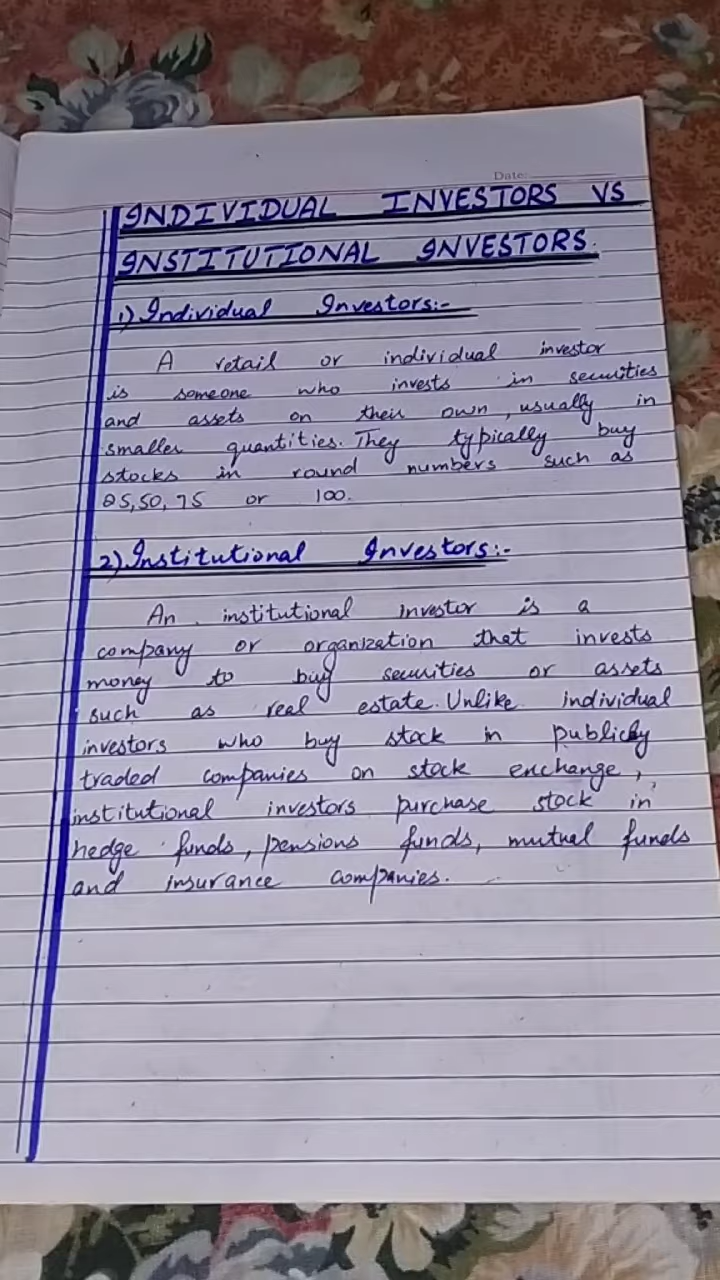 Date:
INDIVIDUAL INVESTORS VS
INSTITUTIONAL INVESTORS.
1) Individual Investors:-
A retail or individual investor
is someone who invests in securities
and assets on their own, usually in
smaller quantities. They typically buy
stocks in round numbers such as
25, 50, 75 or 100.
2) Institutional Investors:-
An institutional investor is a
company or organization that invests
money to buy securities or assets
such as real estate. Unlike individual
investors who buy stock in publicly
traded companies on stock enchange,
institutional investors purchase stock in
hedge funds, pensions funds, mutual funds
and insurance companies.